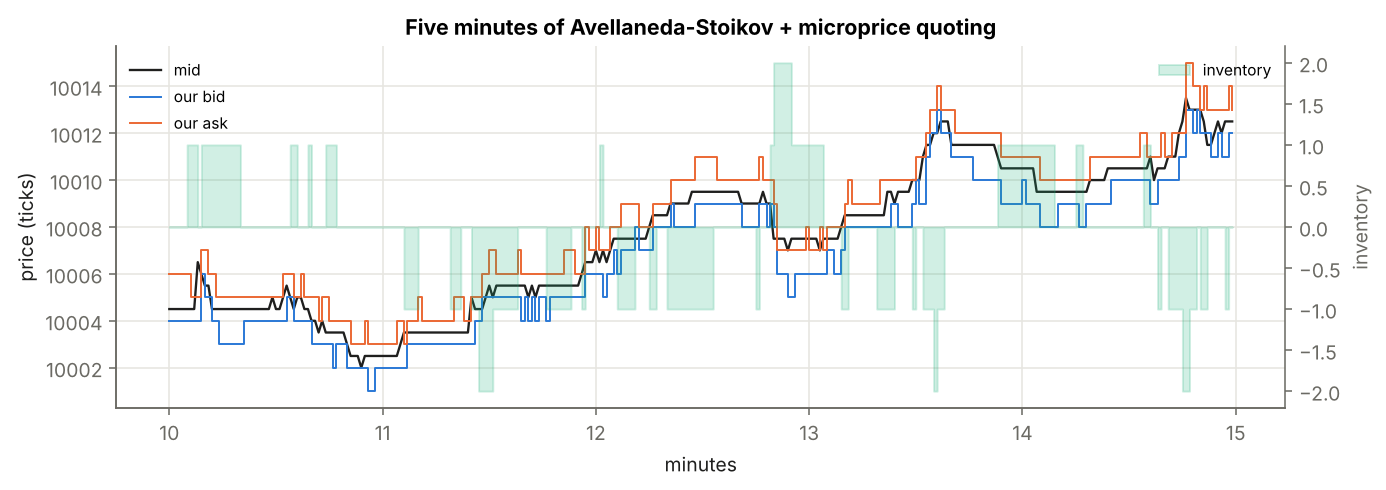 Five minutes of Avellaneda-Stoikov + microprice quoting
mid
our bid
our ask
inventory
price (ticks)
10014
10012
10010
10008
10006
10004
10002
2.0
1.5
1.0
0.5
0.0
−0.5
−1.0
−1.5
−2.0
inventory
10
11
12
13
14
15
minutes